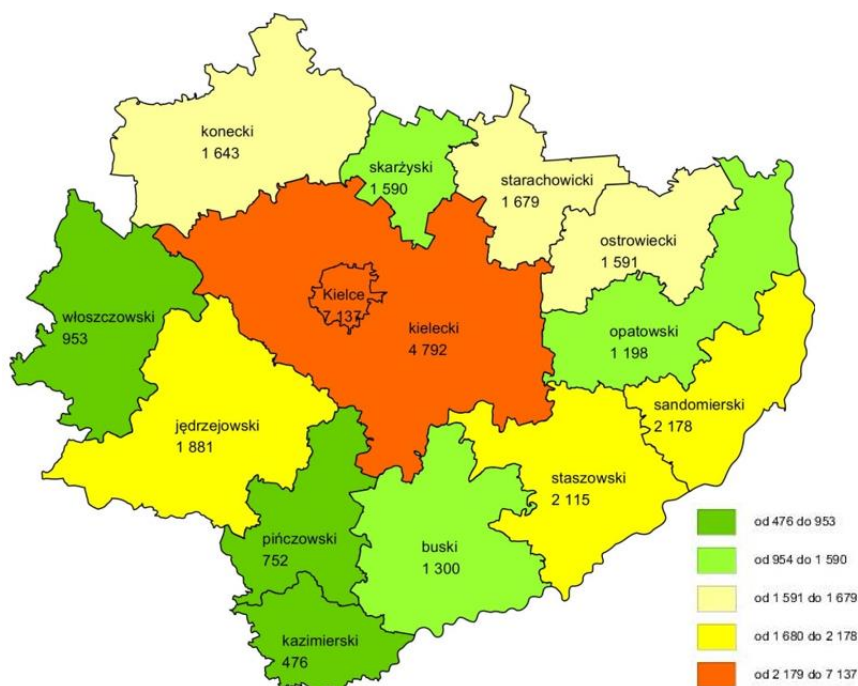 konecki
1 643
skarżyski
1 590
starachowicki
1 679
ostrowiecki
1 591
Kielce
7 137
włoszczowski
953
kielecki
4 792
opatowski
1 198
sandomierski
2 178
jędrzejowski
1 881
staszowski
2 115
pińczowski
752
buski
1 300
kazimierski
476
od 476 do 953
od 954 do 1 590
od 1 591 do 1 679
od 1 680 do 2 178
od 2 179 do 7 137